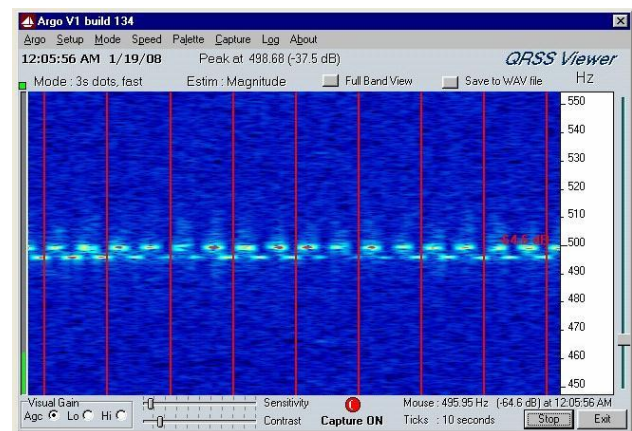 Argo V1 build 134
Argo Setup Mode Speed Palette Capture Log About
12:05:56 AM 1/19/08 Peak at 498.68 (-37.5 dB) QRSS Viewer
Mode : 3s dots, fast Estim : Magnitude Full Band View Save to WAV file Hz
550
540
530
520
510
-64.6 dB 500
490
480
470
460
450
Visual Gain Sensitivity Mouse : 495.95 Hz (-64.6 dB) at 12:05:56 AM
Agc Lo Hi Contrast C Capture ON Ticks : 10 seconds Stop Exit